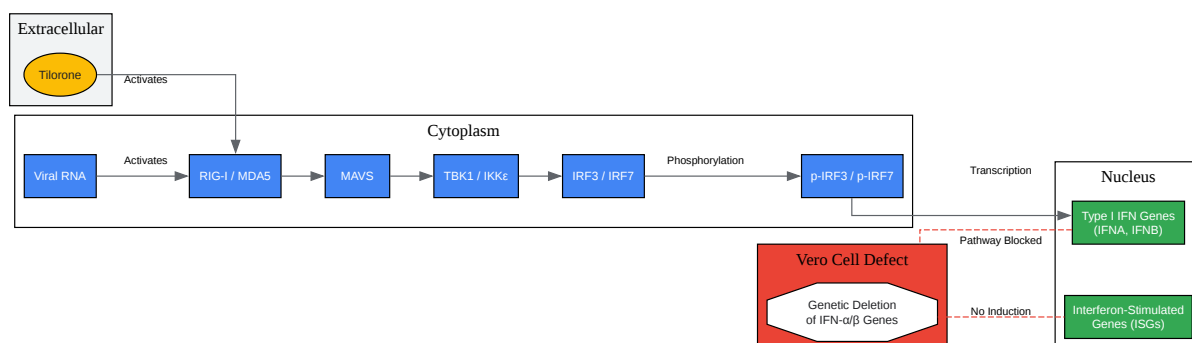 Extracellular
Tilorone
Activates
Cytoplasm
Viral RNA
Activates
RIG-I / MDA5
MAVS
TBK1 / IKKε
IRF3 / IRF7
Phosphorylation
p-IRF3 / p-IRF7
Transcription
Nucleus
Type I IFN Genes
(IFNA, IFNB)
Pathway Blocked
Vero Cell Defect
Genetic Deletion
of IFN-α/β Genes
No Induction
Interferon-Stimulated
Genes (ISGs)